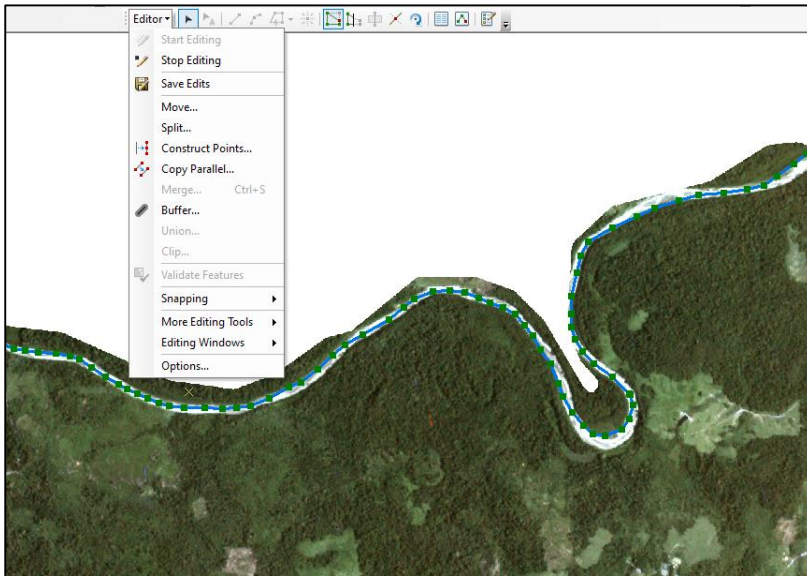 Editor
Start Editing
Stop Editing
Save Edits
Move...
Split...
Construct Points...
Copy Parallel...
Merge... Ctrl+S
Buffer...
Union...
Clip...
Validate Features
Snapping
More Editing Tools
Editing Windows
Options...